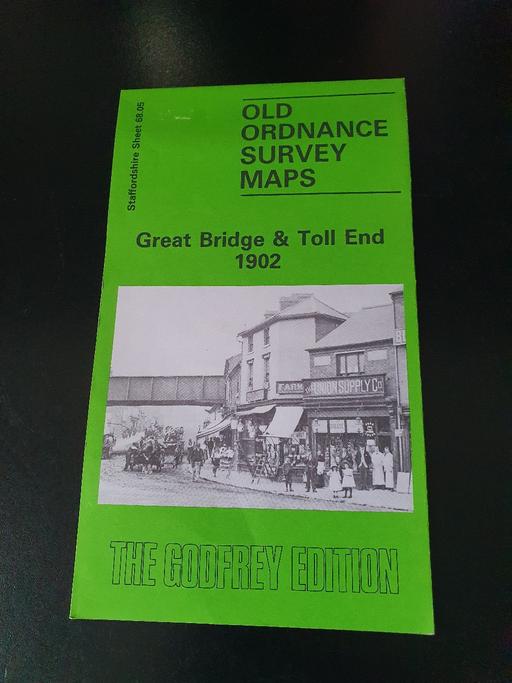 Staffordshire Sheet 68.05
OLD
ORDNANCE
SURVEY
MAPS
Great Bridge & Toll End
1902
FARM
UNION SUPPLY Co
THE GODFREY EDITION